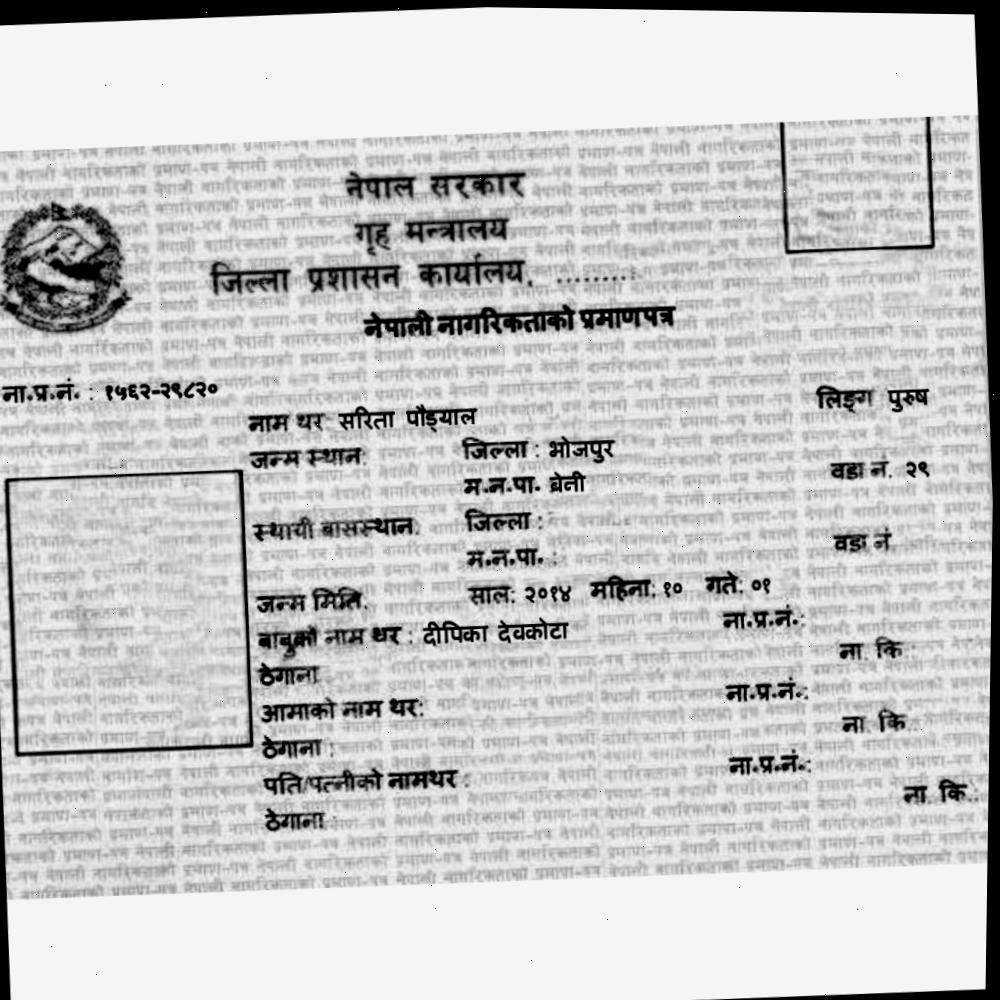 नेपाल सरकार
गृह मन्त्रालय
जिल्ला प्रशासन कार्यालय, .........
नेपाली नागरिकताको प्रमाणपत्र
ना.प्र.नं. : १५६२-२९८२०
लिङ्ग पुरुष
नाम थर सरिता पौड्याल
जन्म स्थान: जिल्ला : भोजपुर
म.न.पा. ब्रेनी वडा नं. २९
स्थायी बासस्थान: जिल्ला :
म.न.पा. : वडा नं
जन्म मिति: साल: २०१४ महिना: १० गते: ०१
बाबुको नाम थर : दीपिका देवकोटा ना.प्र.नं.:
ठेगाना ना. कि.:
आमाको नाम थर: ना.प्र.नं.:
ठेगाना : ना. कि.
पति/पत्नीको नामथर : ना.प्र.नं.:
ठेगाना : ना. कि.: